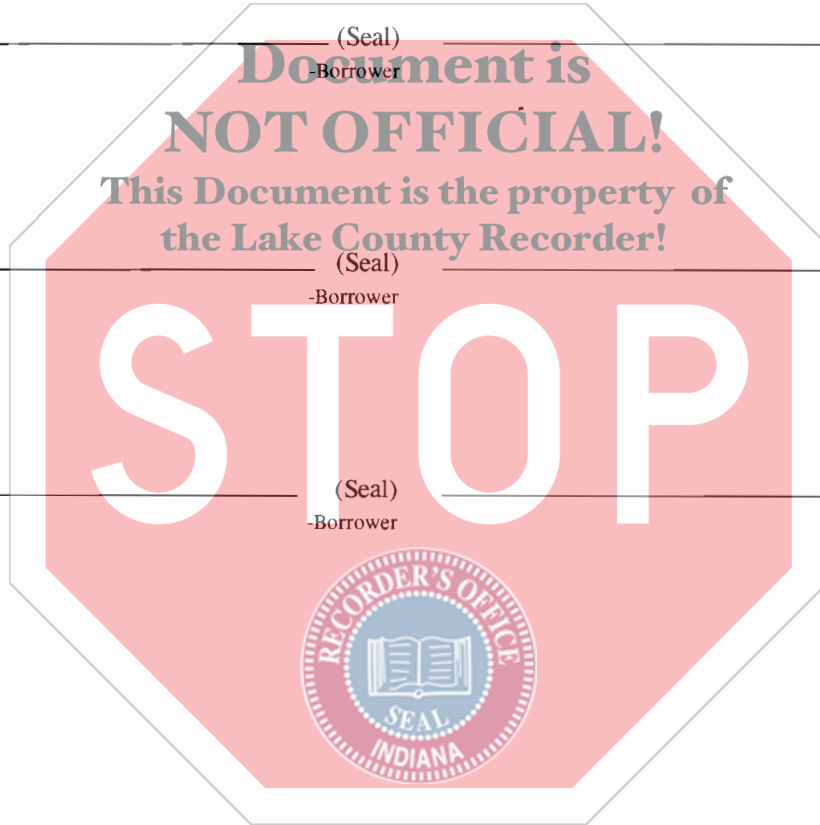 (Seal)
-Borrower
Document is
NOT OFFICIAL!
This Document is the property of
the Lake County Recorder!
(Seal)
-Borrower
STOP
(Seal)
-Borrower
RECORDER'S OFFICE
SEAL
INDIANA